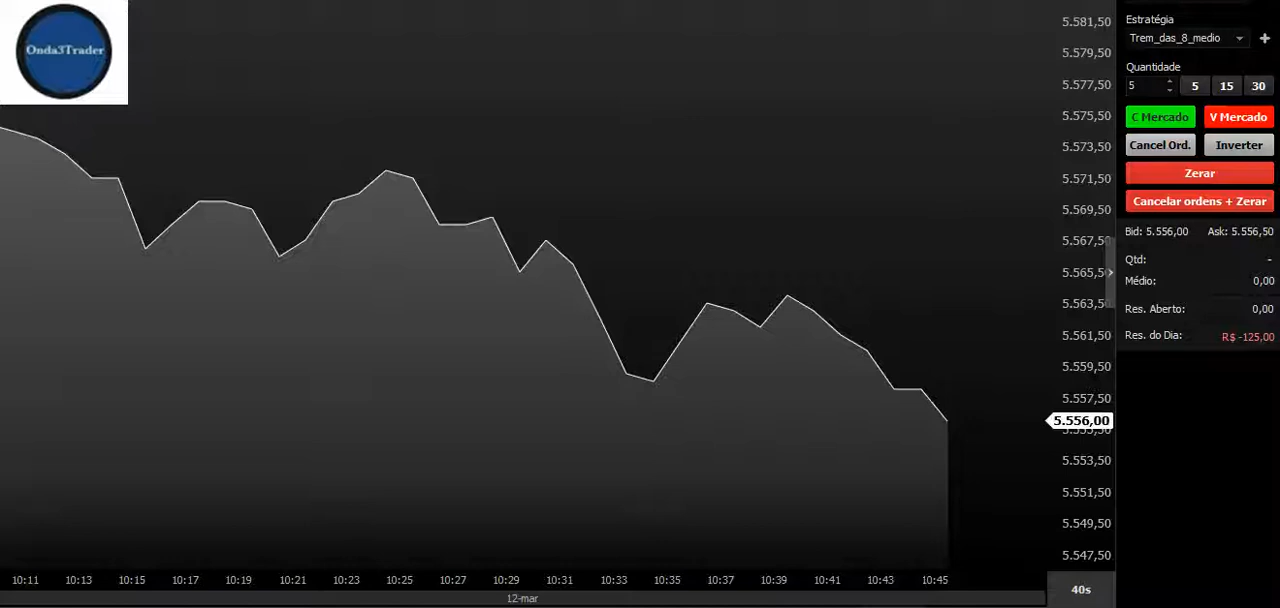 Onda3Trader
5.581,50
5.579,50
5.577,50
5.575,50
5.573,50
5.571,50
5.569,50
5.567,50
5.565,50
5.563,50
5.561,50
5.559,50
5.557,50
5.556,00
5.553,50
5.551,50
5.549,50
5.547,50
10:11 10:13 10:15 10:17 10:19 10:21 10:23 10:25 10:27 10:29 10:31 10:33 10:35 10:37 10:39 10:41 10:43 10:45
12-mar
40s
Estratégia
Trem_das_8_medio
Quantidade
5 5 15 30
C Mercado V Mercado
Cancel Ord. Inverter
Zerar
Cancelar ordens + Zerar
Bid: 5.556,00 Ask: 5.556,50
Qtd: -
Médio: 0,00
Res. Aberto: 0,00
Res. do Dia: R$ -125,00